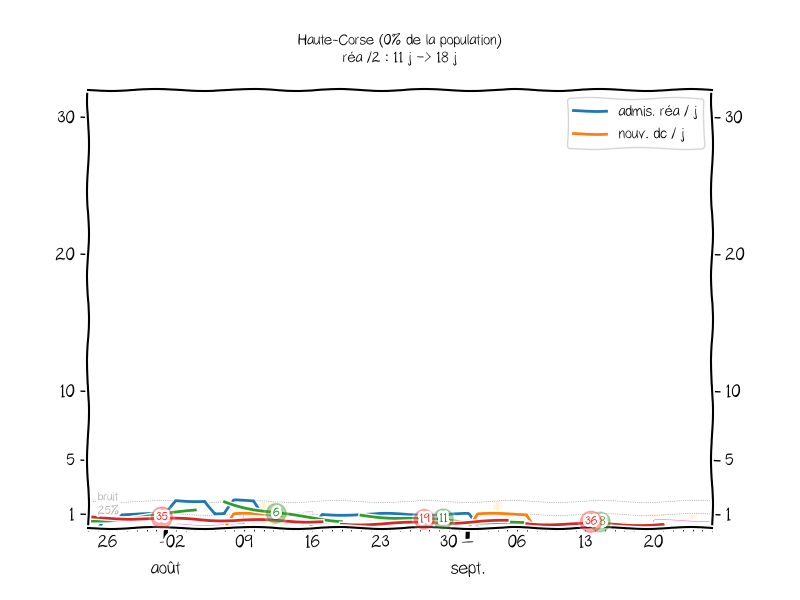 Haute-Corse (0% de la population)
réa /2 : 11 j -> 18 j
admis. réa / j
nouv. dc / j
30 30
20 20
10 10
5 5
1 1
bruit
25%
35 6 19 11 36
26 02 09 16 23 30 06 13 20
août sept.